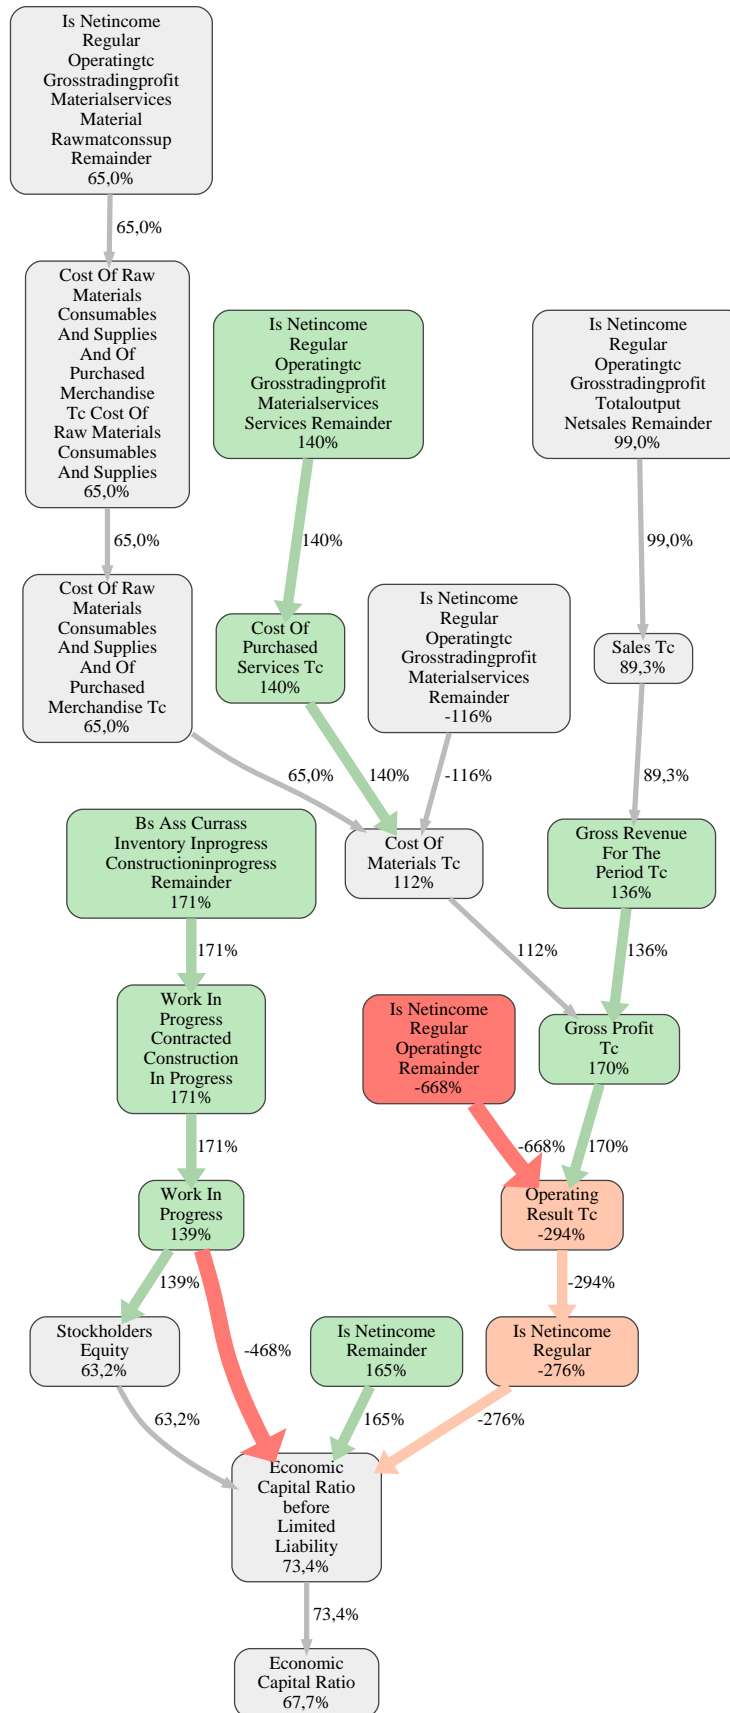 Is Netincome
Regular
Operatingtc
Grosstradingprofit
Materialservices
Material
Rawmatconssup
Remainder
65,0%
65,0%
Cost Of Raw
Materials
Consumables
And Supplies
And Of
Purchased
Merchandise
Tc Cost Of
Raw Materials
Consumables
And Supplies
65,0%
Is Netincome
Regular
Operatingtc
Grosstradingprofit
Materialservices
Services Remainder
140%
Is Netincome
Regular
Operatingtc
Grosstradingprofit
Totaloutput
Netsales Remainder
99,0%
65,0%
140%
99,0%
Cost Of Raw
Materials
Consumables
And Supplies
And Of
Purchased
Merchandise Tc
65,0%
Cost Of
Purchased
Services Tc
140%
Is Netincome
Regular
Operatingtc
Grosstradingprofit
Materialservices
Remainder
-116%
Sales Tc
89,3%
65,0%
140%
-116%
89,3%
Bs Ass Currass
Inventory Inprogress
Constructioninprogress
Remainder
171%
Cost Of
Materials Tc
112%
Gross Revenue
For The
Period Tc
136%
171%
112%
136%
Work In
Progress
Contracted
Construction
In Progress
171%
Is Netincome
Regular
Operatingtc
Remainder
-668%
Gross Profit
Tc
170%
171%
-668%
170%
Work In
Progress
139%
Operating
Result Tc
-294%
139%
-468%
-294%
Stockholders
Equity
63,2%
Is Netincome
Remainder
165%
Is Netincome
Regular
-276%
63,2%
165%
-276%
Economic
Capital Ratio
before
Limited
Liability
73,4%
73,4%
Economic
Capital Ratio
67,7%